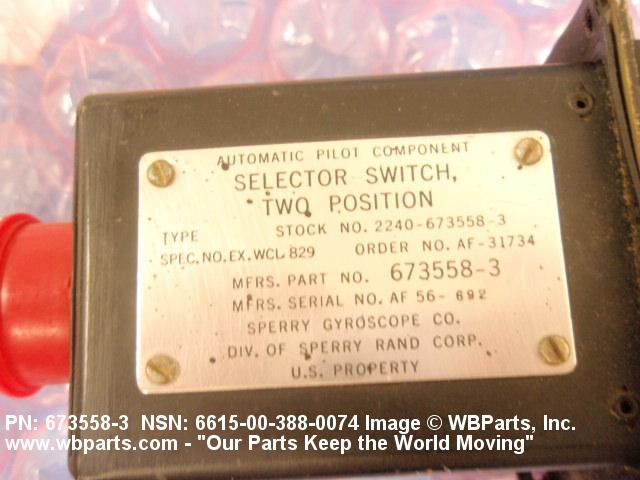 AUTOMATIC PILOT COMPONENT
SELECTOR SWITCH,
TWO POSITION
STOCK NO. 2240-673558-3
TYPE
SPEC. NO. EX. WCL 829 ORDER NO. AF-31734
MFRS. PART NO. 673558-3
MFRS. SERIAL NO. AF 56- 692
SPERRY GYROSCOPE CO.
DIV. OF SPERRY RAND CORP.
U.S. PROPERTY
PN: 673558-3 NSN: 6615-00-388-0074 Image © WBParts, Inc.
www.wbparts.com - "Our Parts Keep the World Moving"